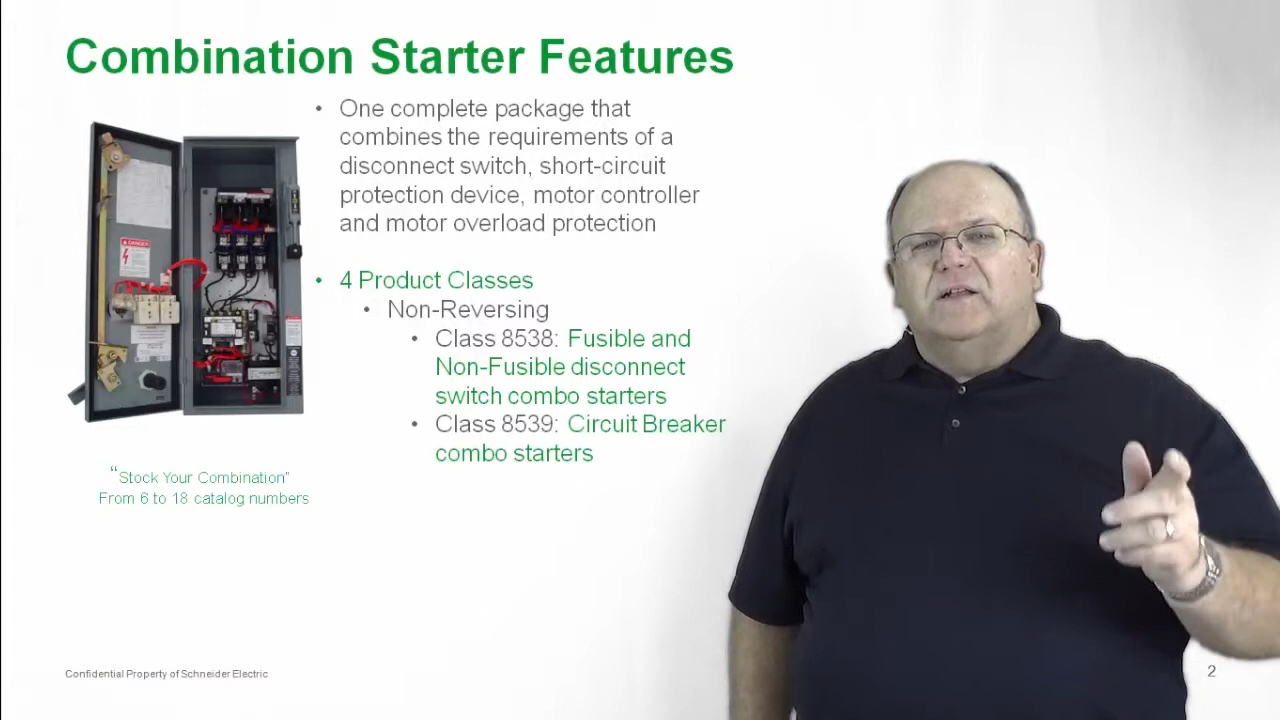 Combination Starter Features
• One complete package that
combines the requirements of a
disconnect switch, short-circuit
protection device, motor controller
and motor overload protection
• 4 Product Classes
• Non-Reversing
• Class 8538: Fusible and
Non-Fusible disconnect
switch combo starters
• Class 8539: Circuit Breaker
combo starters
DANGER
“Stock Your Combination”
From 6 to 18 catalog numbers
Confidential Property of Schneider Electric
2